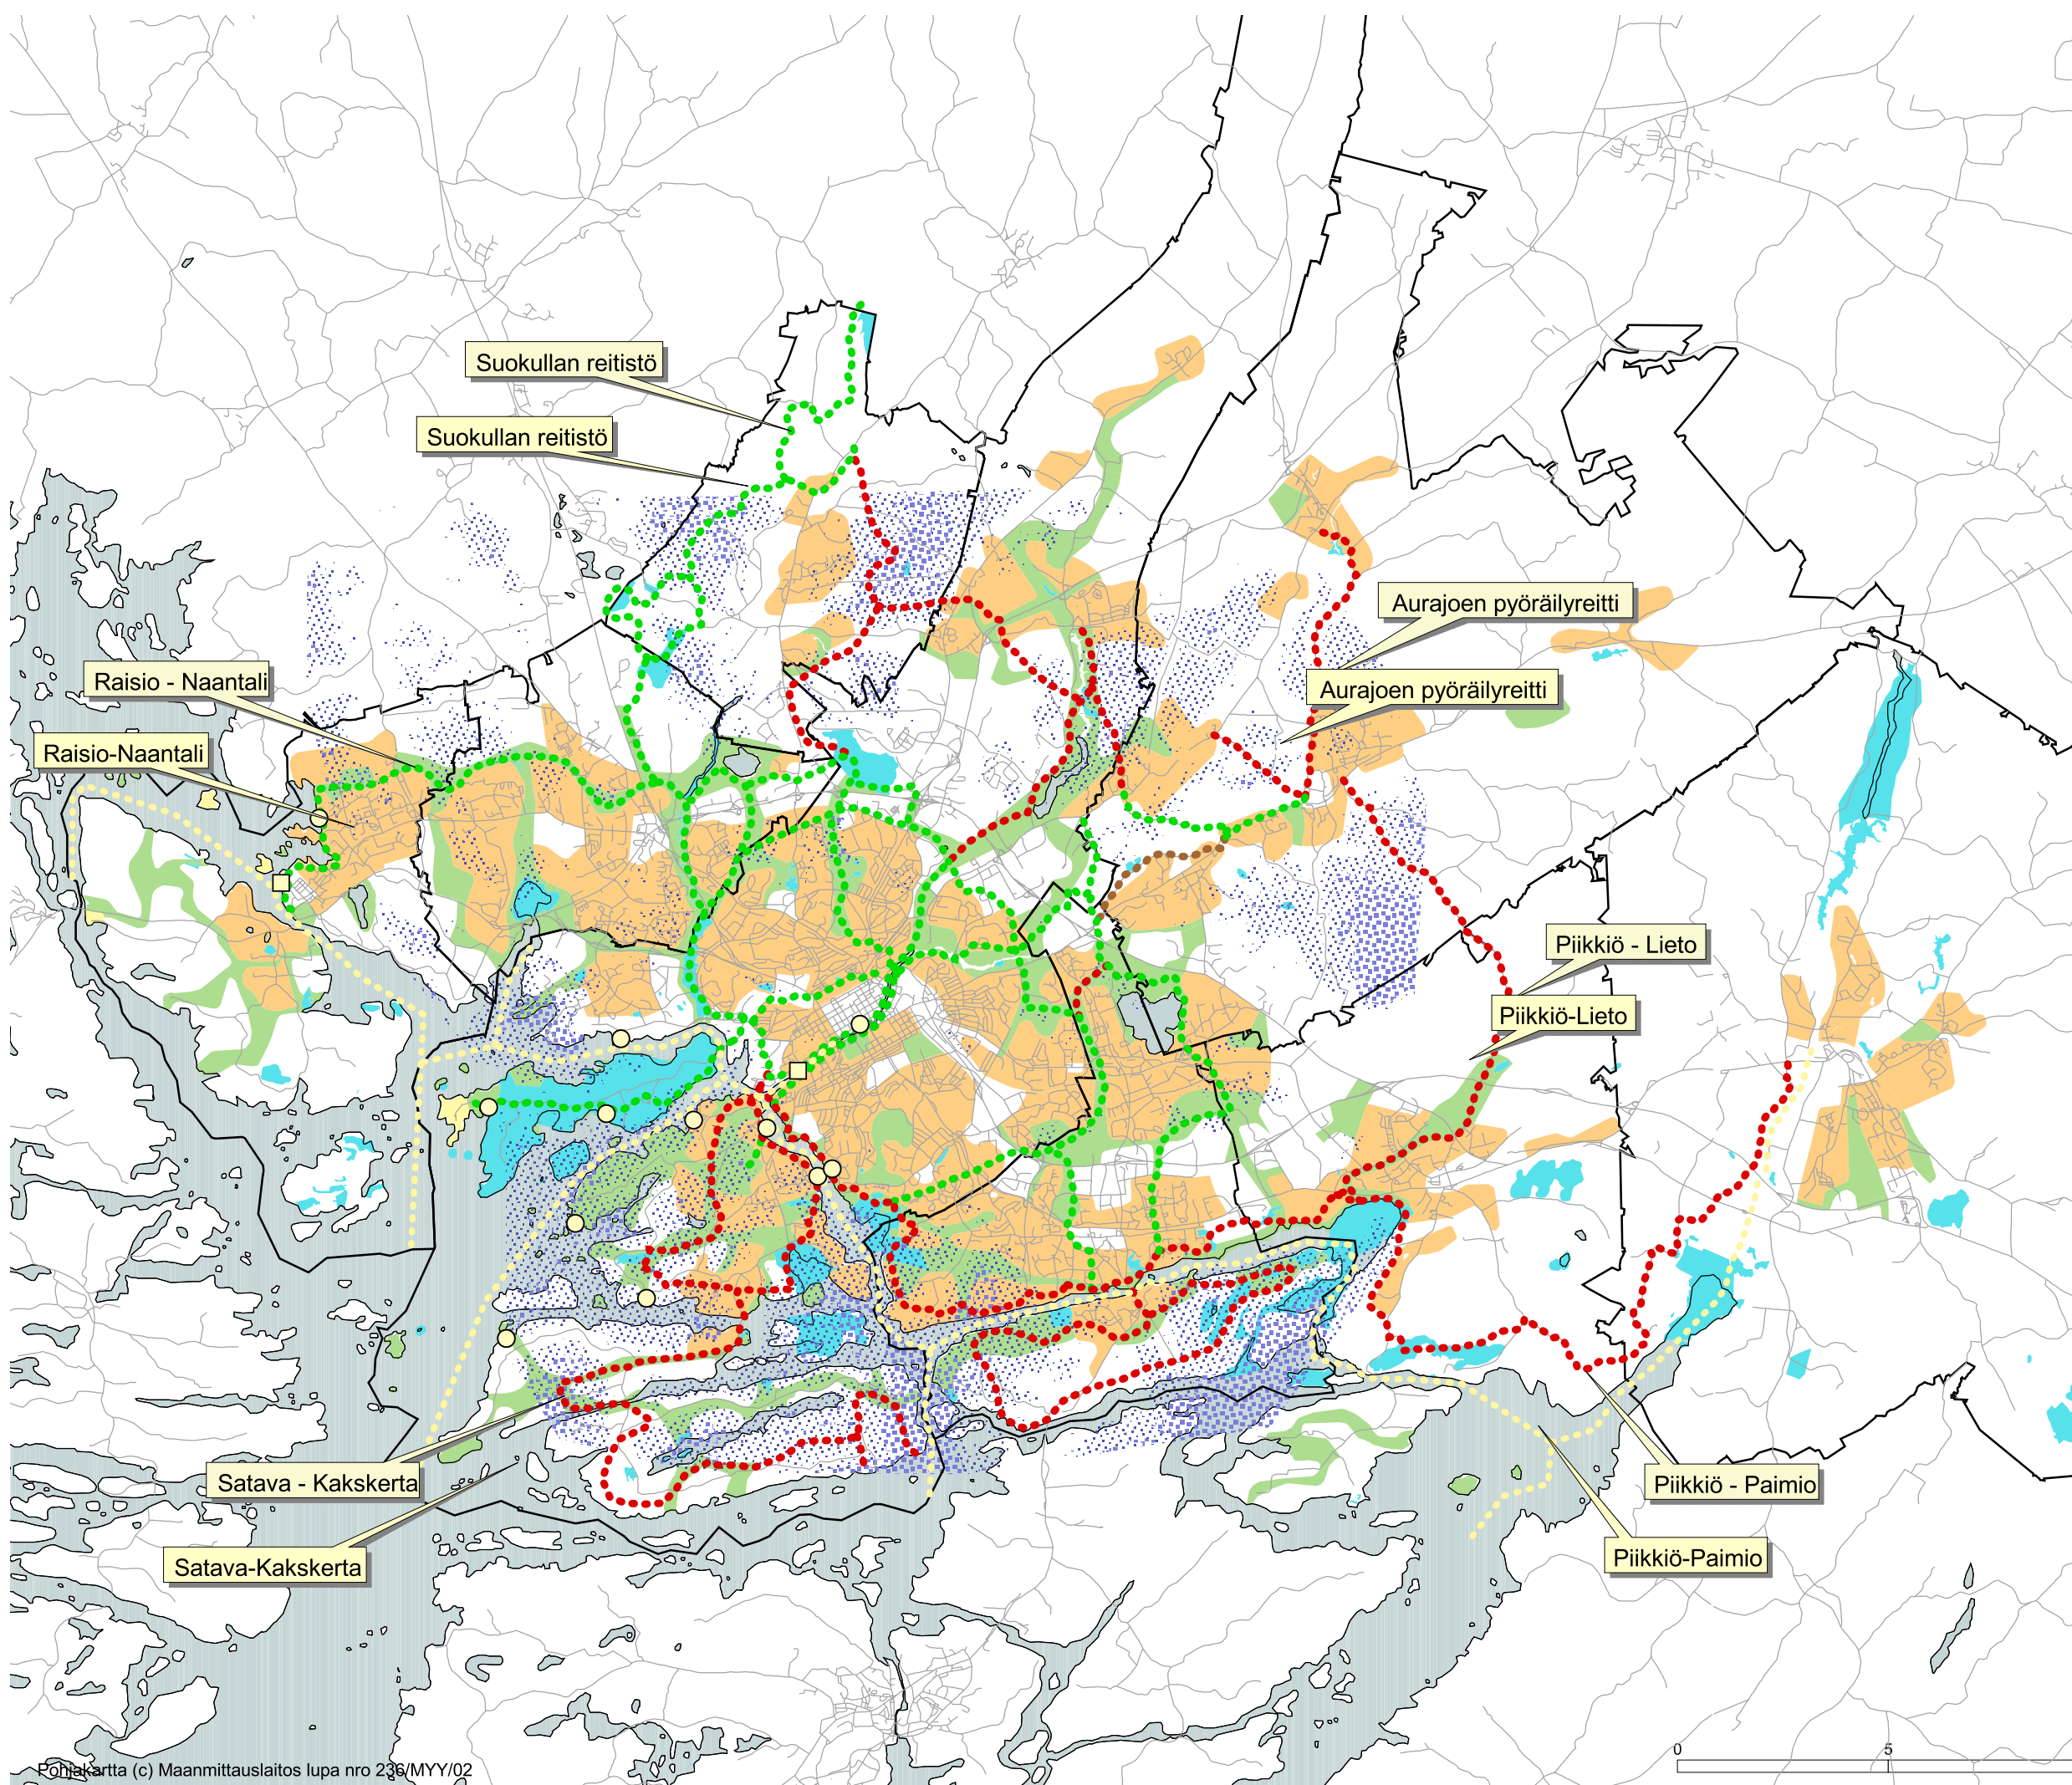 Suokullan reitistö
Suokullan reitistö
Aurajoen pyöräilyreitti
Raisio - Naantali
Aurajoen pyöräilyreitti
Raisio-Naantali
Piikkiö - Lieto
Piikkiö-Lieto
Satava - Kakskerta
Piikkiö - Paimio
Piikkiö-Paimio
Satava-Kakskerta
0 5
Pohjakartta (c) Maanmittauslaitos lupa nro 236/MYY/02